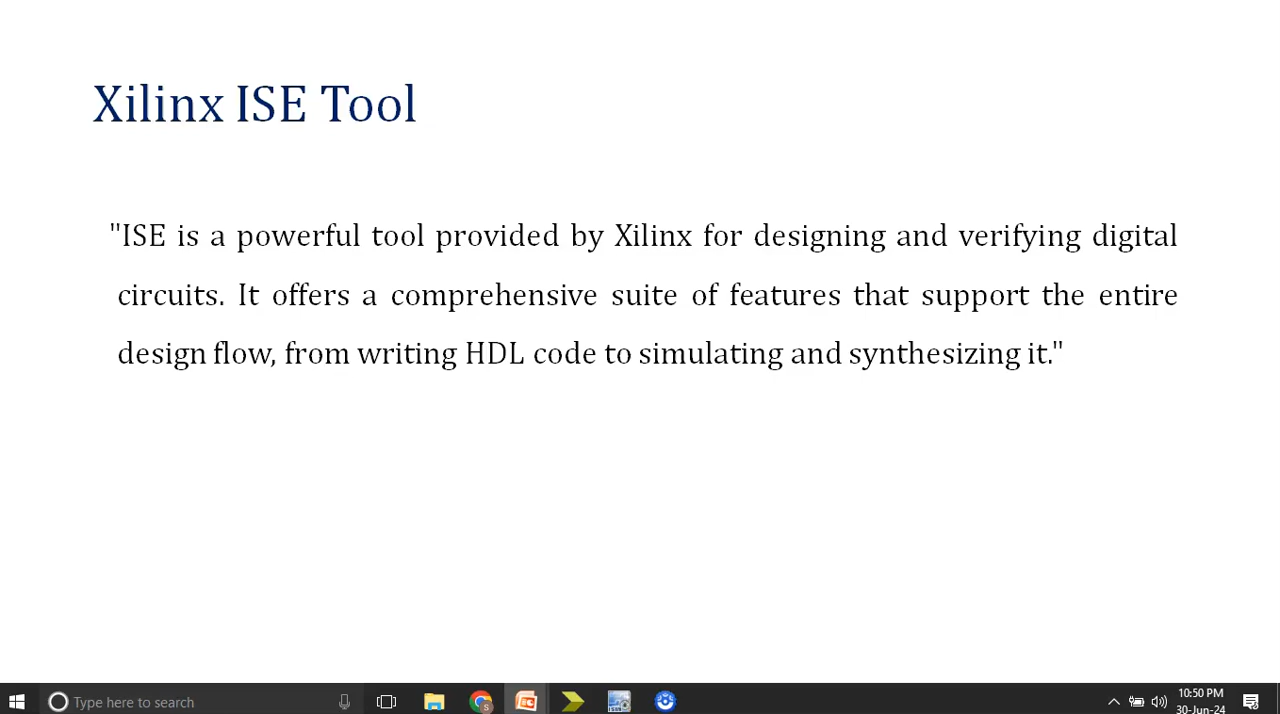 Xilinx ISE Tool
"ISE is a powerful tool provided by Xilinx for designing and verifying digital
circuits. It offers a comprehensive suite of features that support the entire
design flow, from writing HDL code to simulating and synthesizing it."
Type here to search
10:50 PM
30-Jun-24